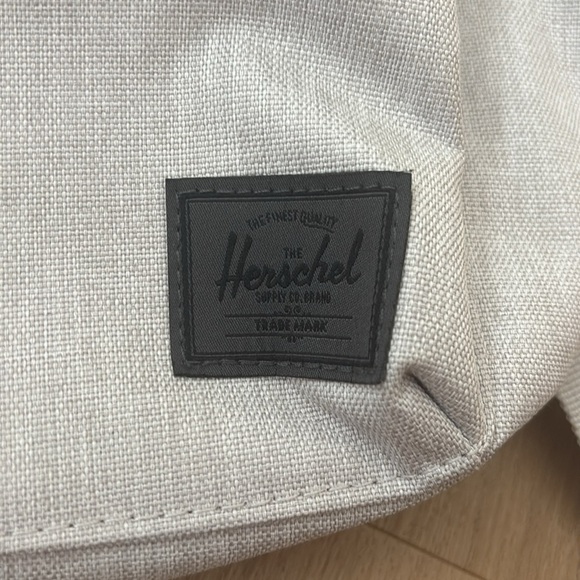 THE FINEST QUALITY
THE
Herschel
SUPPLY CO. BRAND
TRADE MARK